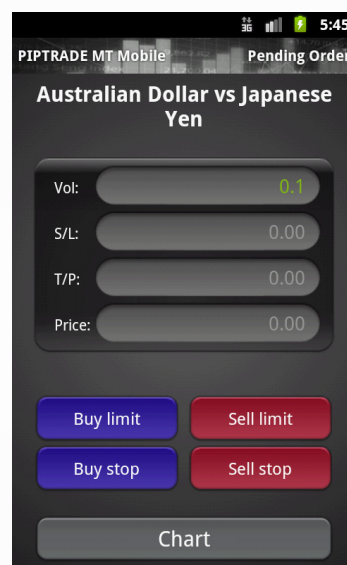 3G 5:45
PIPTRADE MT Mobile Pending Order
Australian Dollar vs Japanese
Yen
Vol: 0.1
S/L: 0.00
T/P: 0.00
Price: 0.00
Buy limit Sell limit
Buy stop Sell stop
Chart